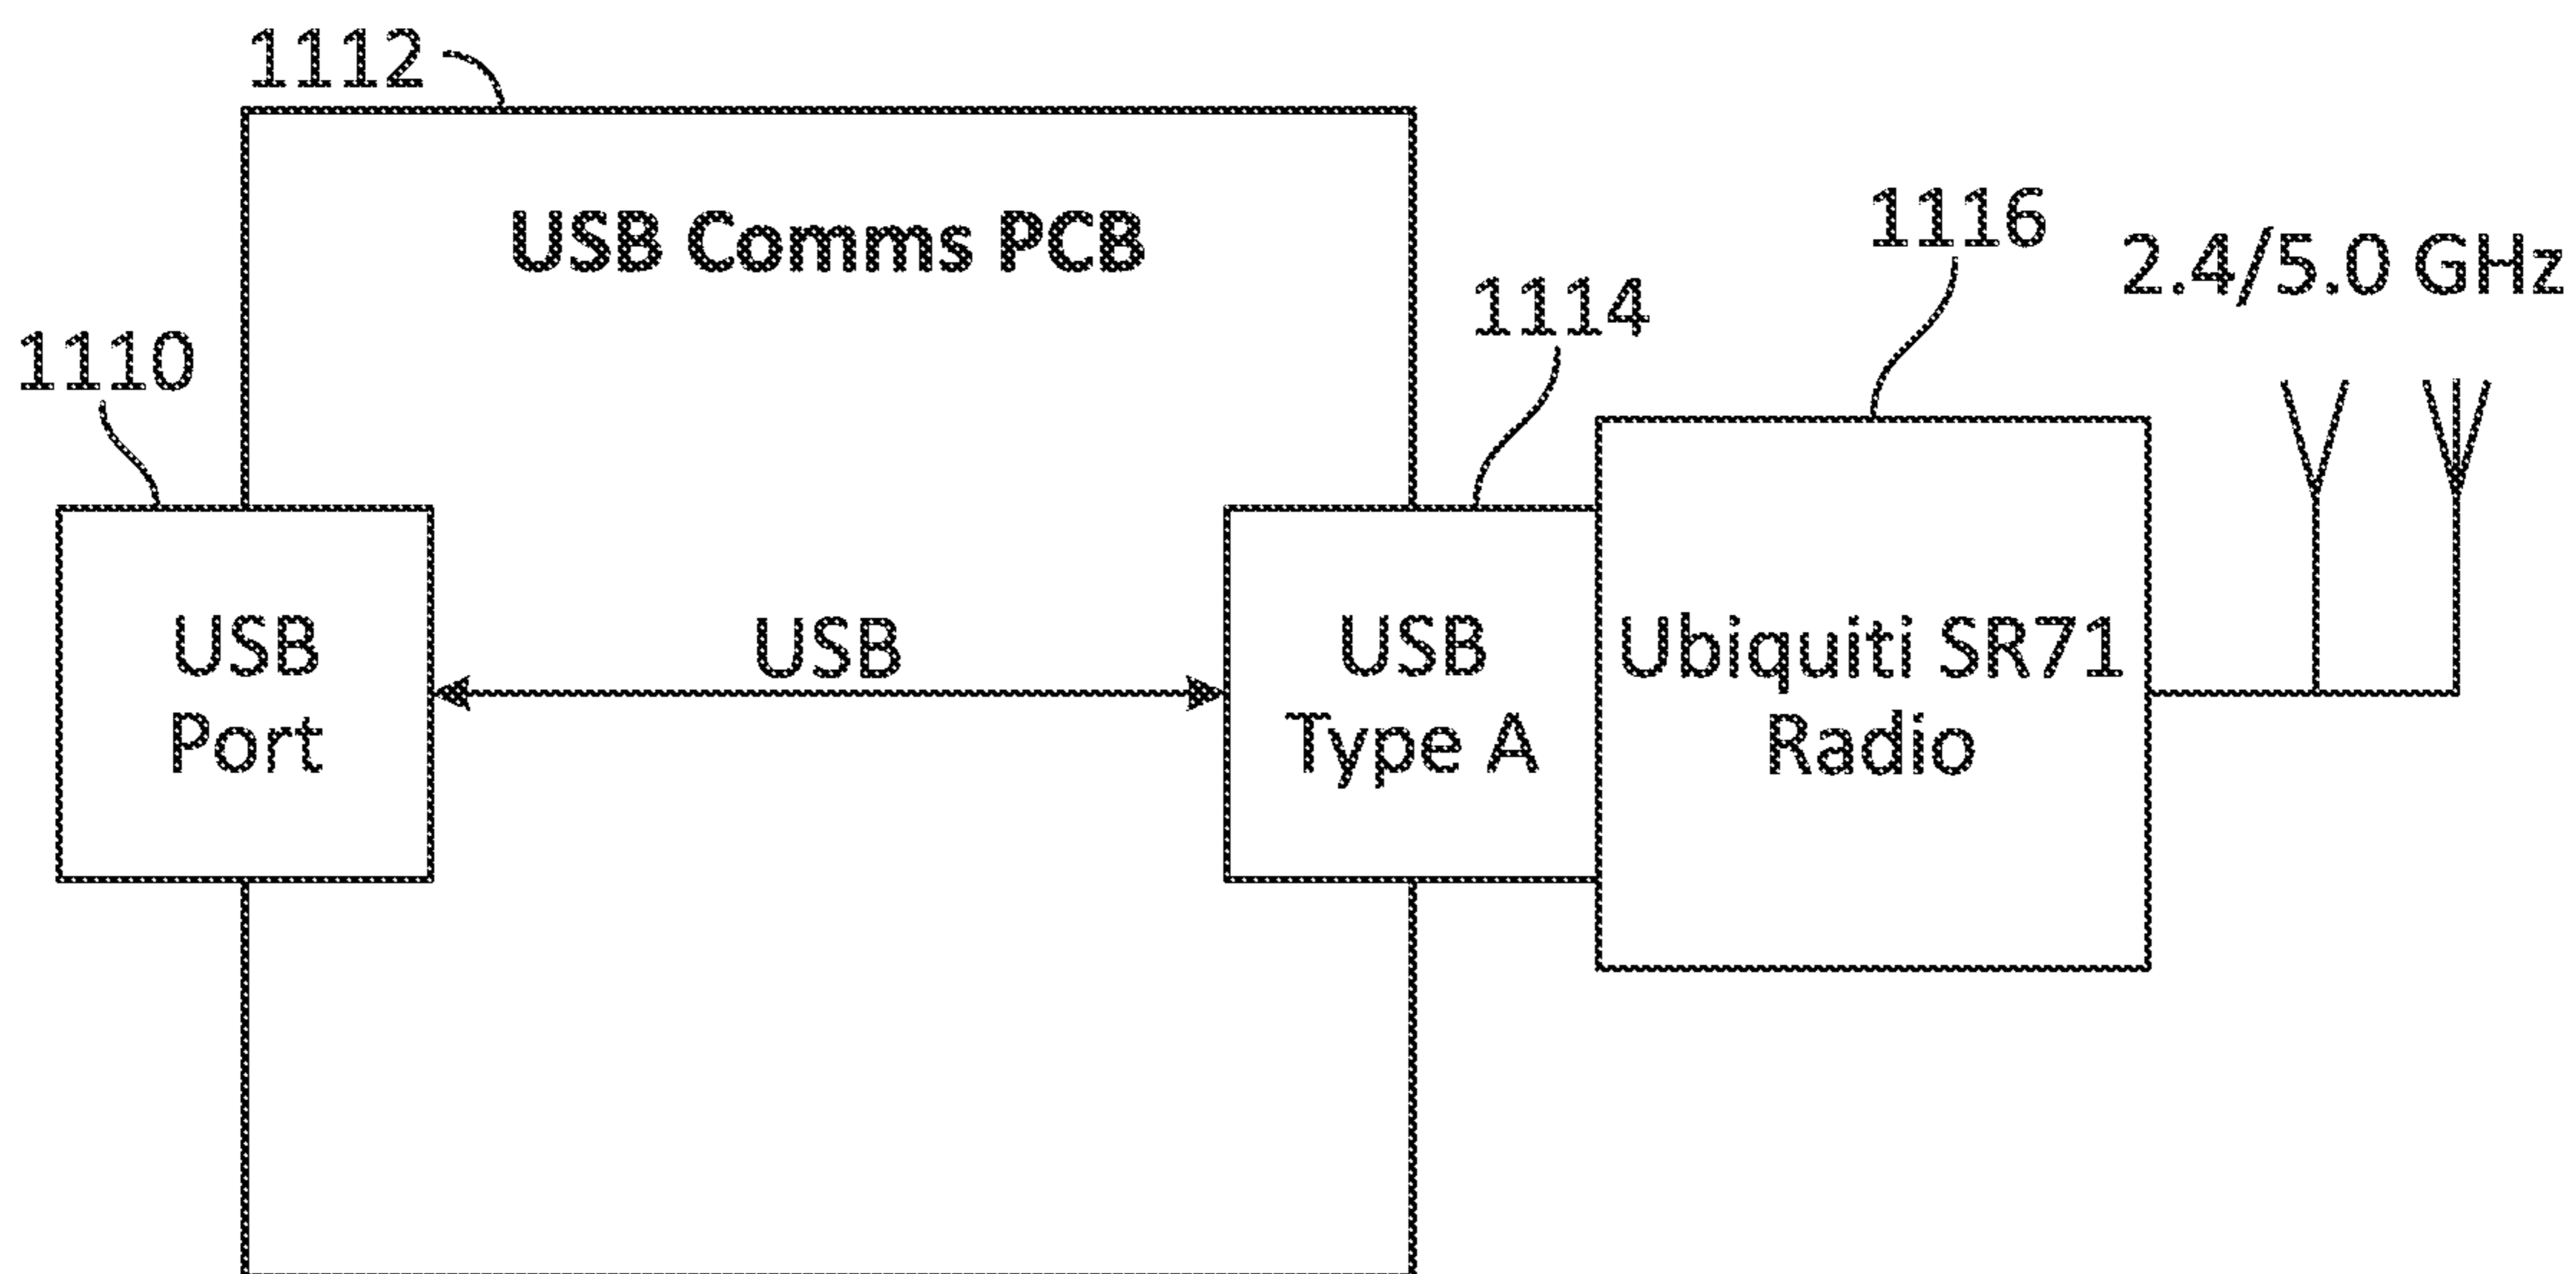 1112
USB Comms PCB
1116
2.4/5.0 GHz
1114
1110
USB
Port
USB
USB
Type A
Ubiquiti SR71
Radio